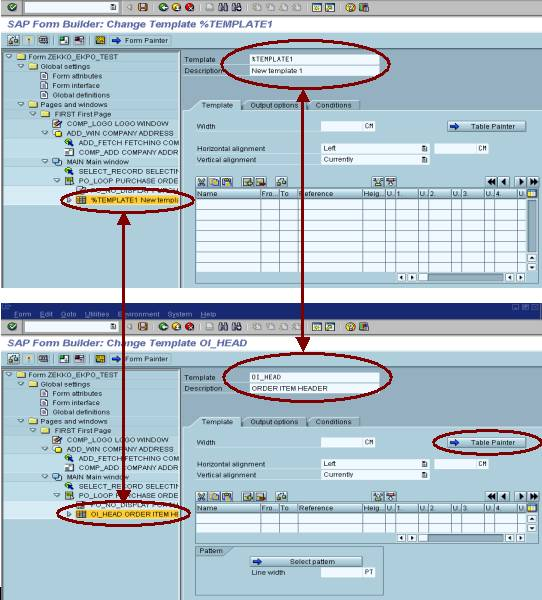 SAP Form Builder: Change Template %TEMPLATE1
Form Painter
Form ZEKKO_EKPO_TEST
Global settings
Form attributes
Form interface
Global definitions
Pages and windows
FIRST First Page
COMP_LOGO LOGO WINDOW
ADD_WIN COMPANY ADDRESS
ADD_FETCH FETCHING COM
COMP_ADD COMPANY ADDR
MAIN Main window
SELECT_RECORD SELECTIN
PO_LOOP PURCHASE ORDE
%TEMPLATE1 New templa
Template %TEMPLATE1
Description New template 1
Template Output options Conditions
Width CM Table Painter
Horizontal alignment Left CM
Vertical alignment Currently
Name Fro.. To Reference Heig.. U. 1. U. 2. U. 3. U. 4. U.
Form Edit Goto Utilities Environment System Help
SAP Form Builder: Change Template OI_HEAD
Form Painter
Form ZEKKO_EKPO_TEST
Global settings
Form attributes
Form interface
Global definitions
Pages and windows
FIRST First Page
COMP_LOGO LOGO WINDOW
ADD_WIN COMPANY ADDRESS
ADD_FETCH FETCHING COM
COMP_ADD COMPANY ADDR
MAIN Main window
SELECT_RECORD SELECTIN
PO_LOOP PURCHASE ORDE
PO_NO_DISPLAY PURCH
OI_HEAD ORDER ITEM HE
Template OI_HEAD
Description ORDER ITEM HEADER
Template Output options Conditions
Width CM Table Painter
Horizontal alignment Left CM
Vertical alignment Currently
Name Fro.. To Reference Heig.. U. 1. U. 2. U. 3. U. 4. U.
Pattern
Select pattern
Line width PT